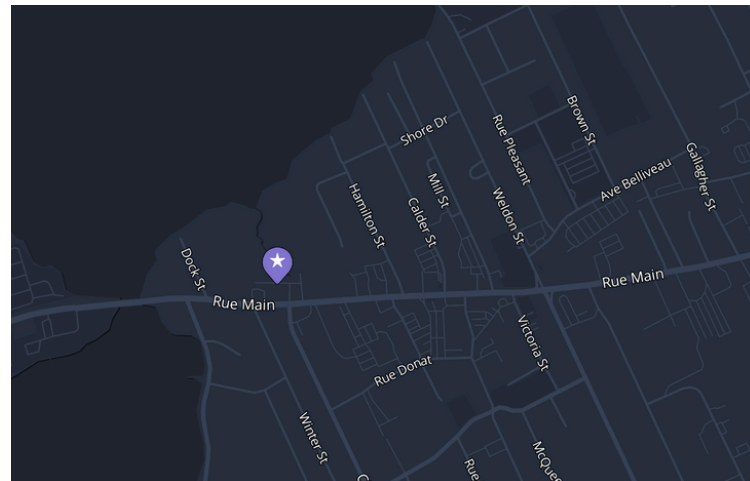 Shore Dr
Rue Pleasant
Brown St
Gallagher St
Ave Belliveau
Mill St
Hamilton St
Calder St
Weldon St
Dock St
Rue Main
Rue Main
Victoria St
Rue Donat
Winter St
Rue